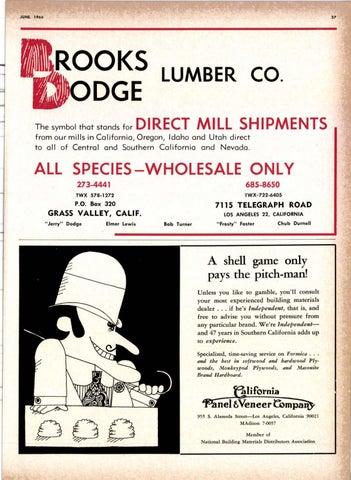 JUNE, 1964
37
BROOKS
DODGE
LUMBER CO.
The symbol that stands for DIRECT MILL SHIPMENTS
from our mills in California, Oregon, Idaho and Utah direct
to all of Central and Southern California and Nevada.
ALL SPECIES—WHOLESALE ONLY
273-4441
TWX 578-1272
P.O. Box 320
GRASS VALLEY, CALIF.
685-8650
TWX-722-6405
7115 TELEGRAPH ROAD
LOS ANGELES 22, CALIFORNIA
"Jerry" Dodge Elmer Lewis Bob Turner "Frosty" Foster Chub Durnell
A shell game only
pays the pitch-man!
Unless you like to gamble, you'll consult
your most experienced building materials
dealer . . . if he's Independent, that is, and
free to advise you without pressure from
any particular brand. We're Independent—
and 47 years in Southern California adds up
to experience.
Specialized, time-saving service on Formica . . .
and the best in softwood and hardwood Ply-
woods, Monkeypod Plywoods, and Masonite
Brand Hardboard.
California
Panel & Veneer Company
955 S. Alameda Street—Los Angeles, California 90021
MAdison 7-0057
Member of
National Building Materials Distributors Association